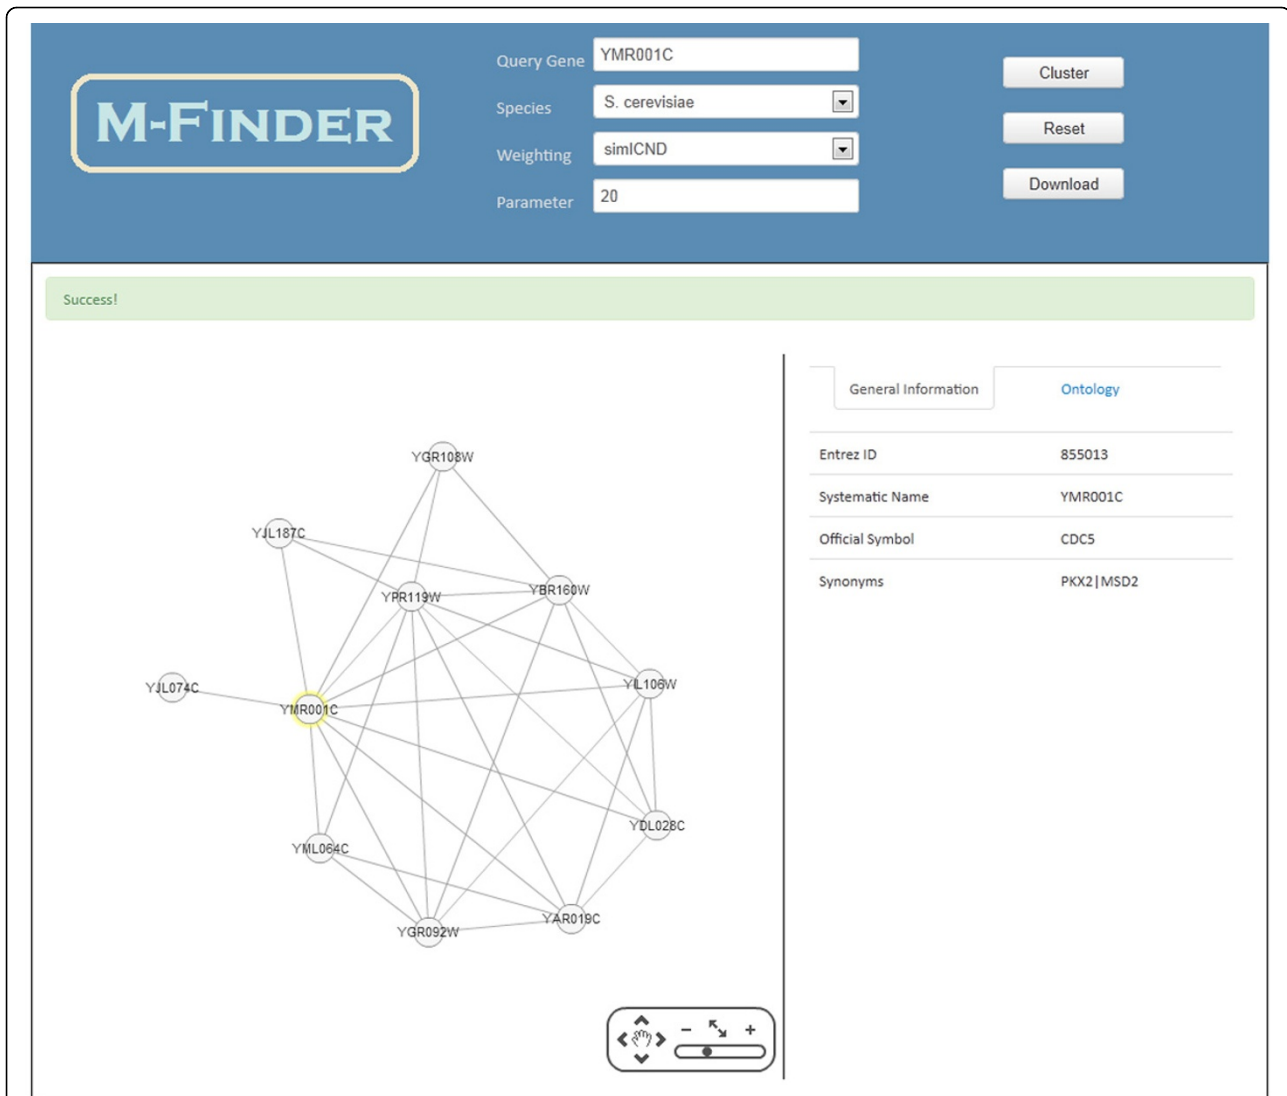 M-FINDER
Query Gene YMR001C
Species S. cerevisiae
Weighting simICND
Parameter 20
Cluster
Reset
Download
Success!
General Information Ontology
Entrez ID 855013
Systematic Name YMR001C
Official Symbol CDC5
Synonyms PKX2|MSD2
YGR108W
YJL187C
YPR119W
YBR160W
YJL074C
YMR001C
YIL106W
YML064C
YDL028C
YGR092W
YAR019C